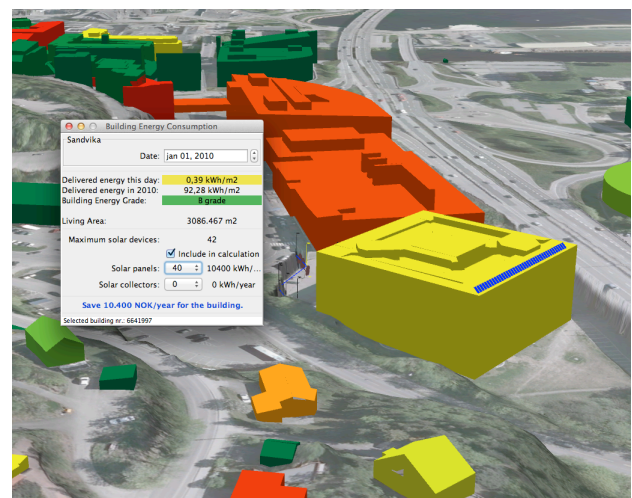 Building Energy Consumption
Sandvika
Date: jan 01, 2010
Delivered energy this day: 0,39 kWh/m2
Delivered energy in 2010: 92,28 kWh/m2
Building Energy Grade: B grade
Living Area: 3086.467 m2
Maximum solar devices: 42
Include in calculation
Solar panels: 40 10400 kWh/...
Solar collectors: 0 0 kWh/year
Save 10.400 NOK/year for the building.
Selected building nr.: 6641997